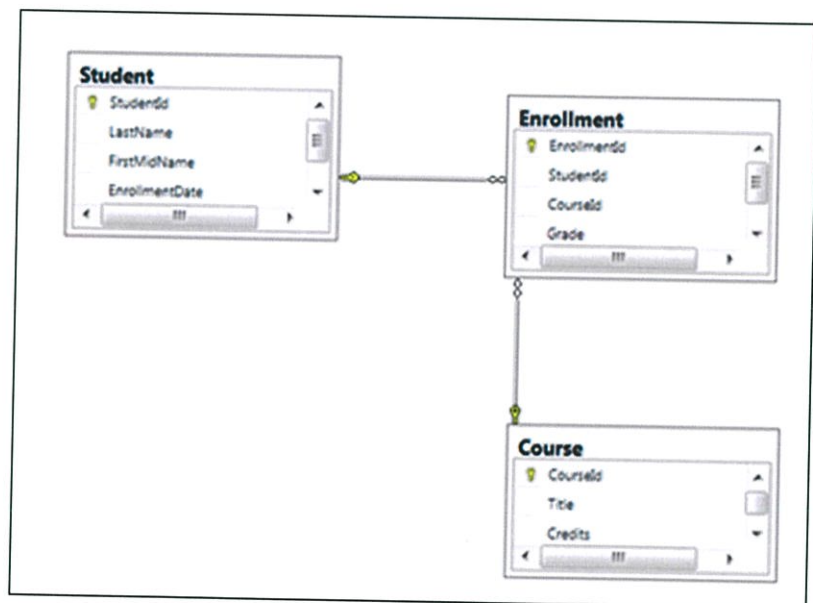 Student
StudentId
LastName
FirstMidName
EnrollmentDate
Enrollment
EnrollmentId
StudentId
CourseId
Grade
Course
CourseId
Title
Credits